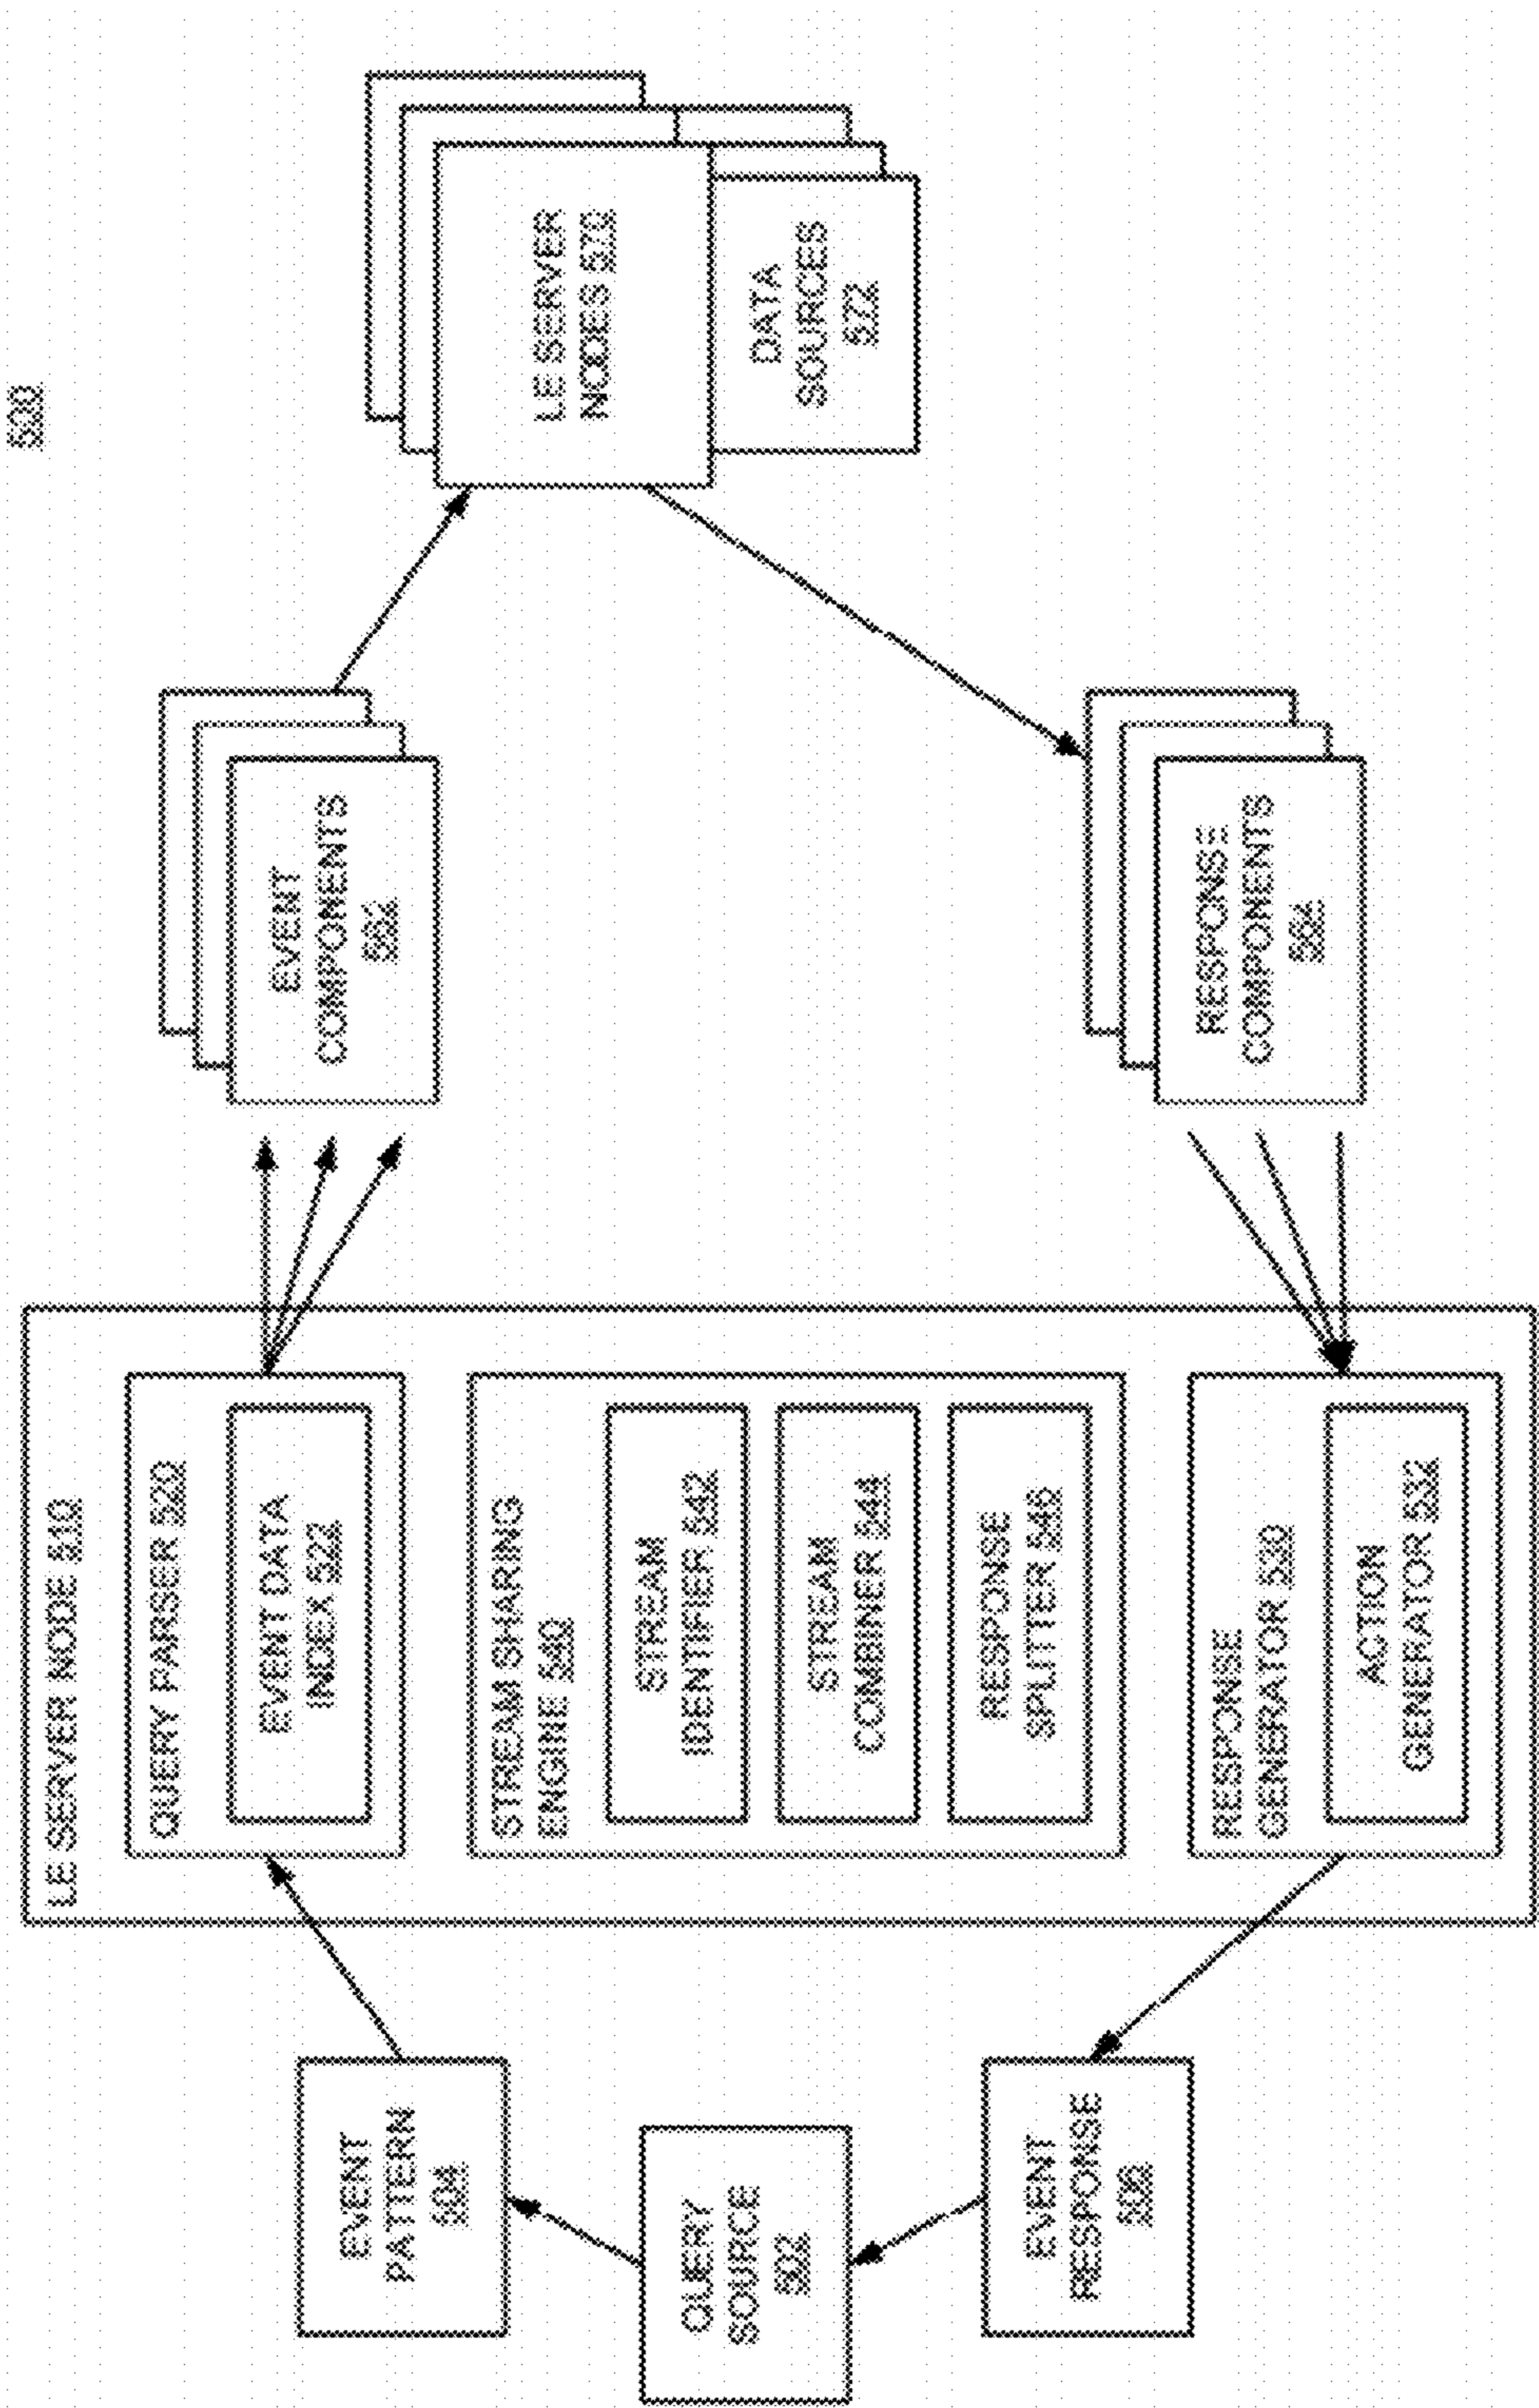 500
LE SERVER NODE 510
QUERY PARSER 520
EVENT DATA
INDEX 522
STREAM SHARING
ENGINE 540
STREAM
IDENTIFIER 542
STREAM
COMBINER 544
RESPONSE
SPLITTER 546
RESPONSE
GENERATOR 530
ACTION
GENERATOR 532
EVENT
PATTERN
504
QUERY
SOURCE
502
EVENT
RESPONSE
506
EVENT
COMPONENTS
RESPONSE
COMPONENTS
LE SERVER
NODES 570
DATA
SOURCES
572